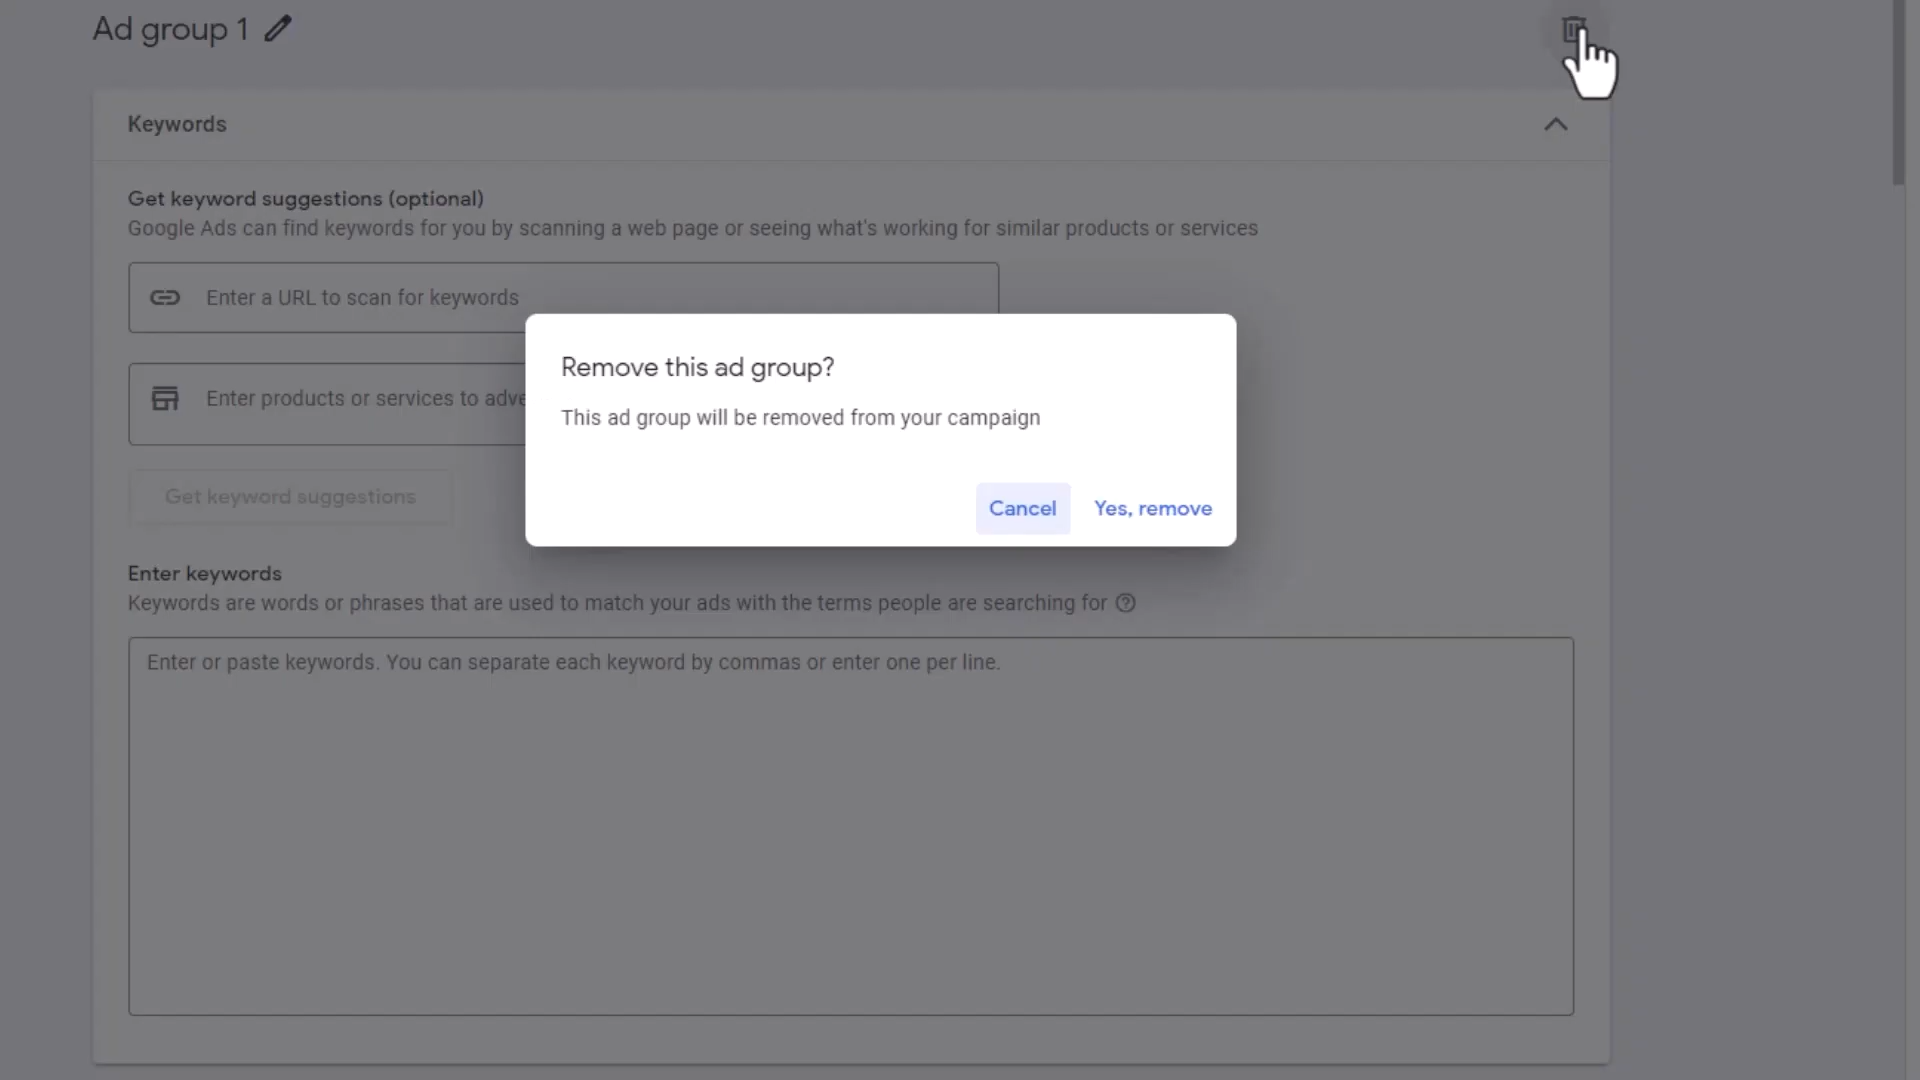 Ad group 1
Keywords
Get keyword suggestions (optional)
Google Ads can find keywords for you by scanning a web page or seeing what's working for similar products or services
Enter a URL to scan for keywords
Enter products or services to adve
Get keyword suggestions
Remove this ad group?
This ad group will be removed from your campaign
Cancel Yes, remove
Enter keywords
Keywords are words or phrases that are used to match your ads with the terms people are searching for
Enter or paste keywords. You can separate each keyword by commas or enter one per line.